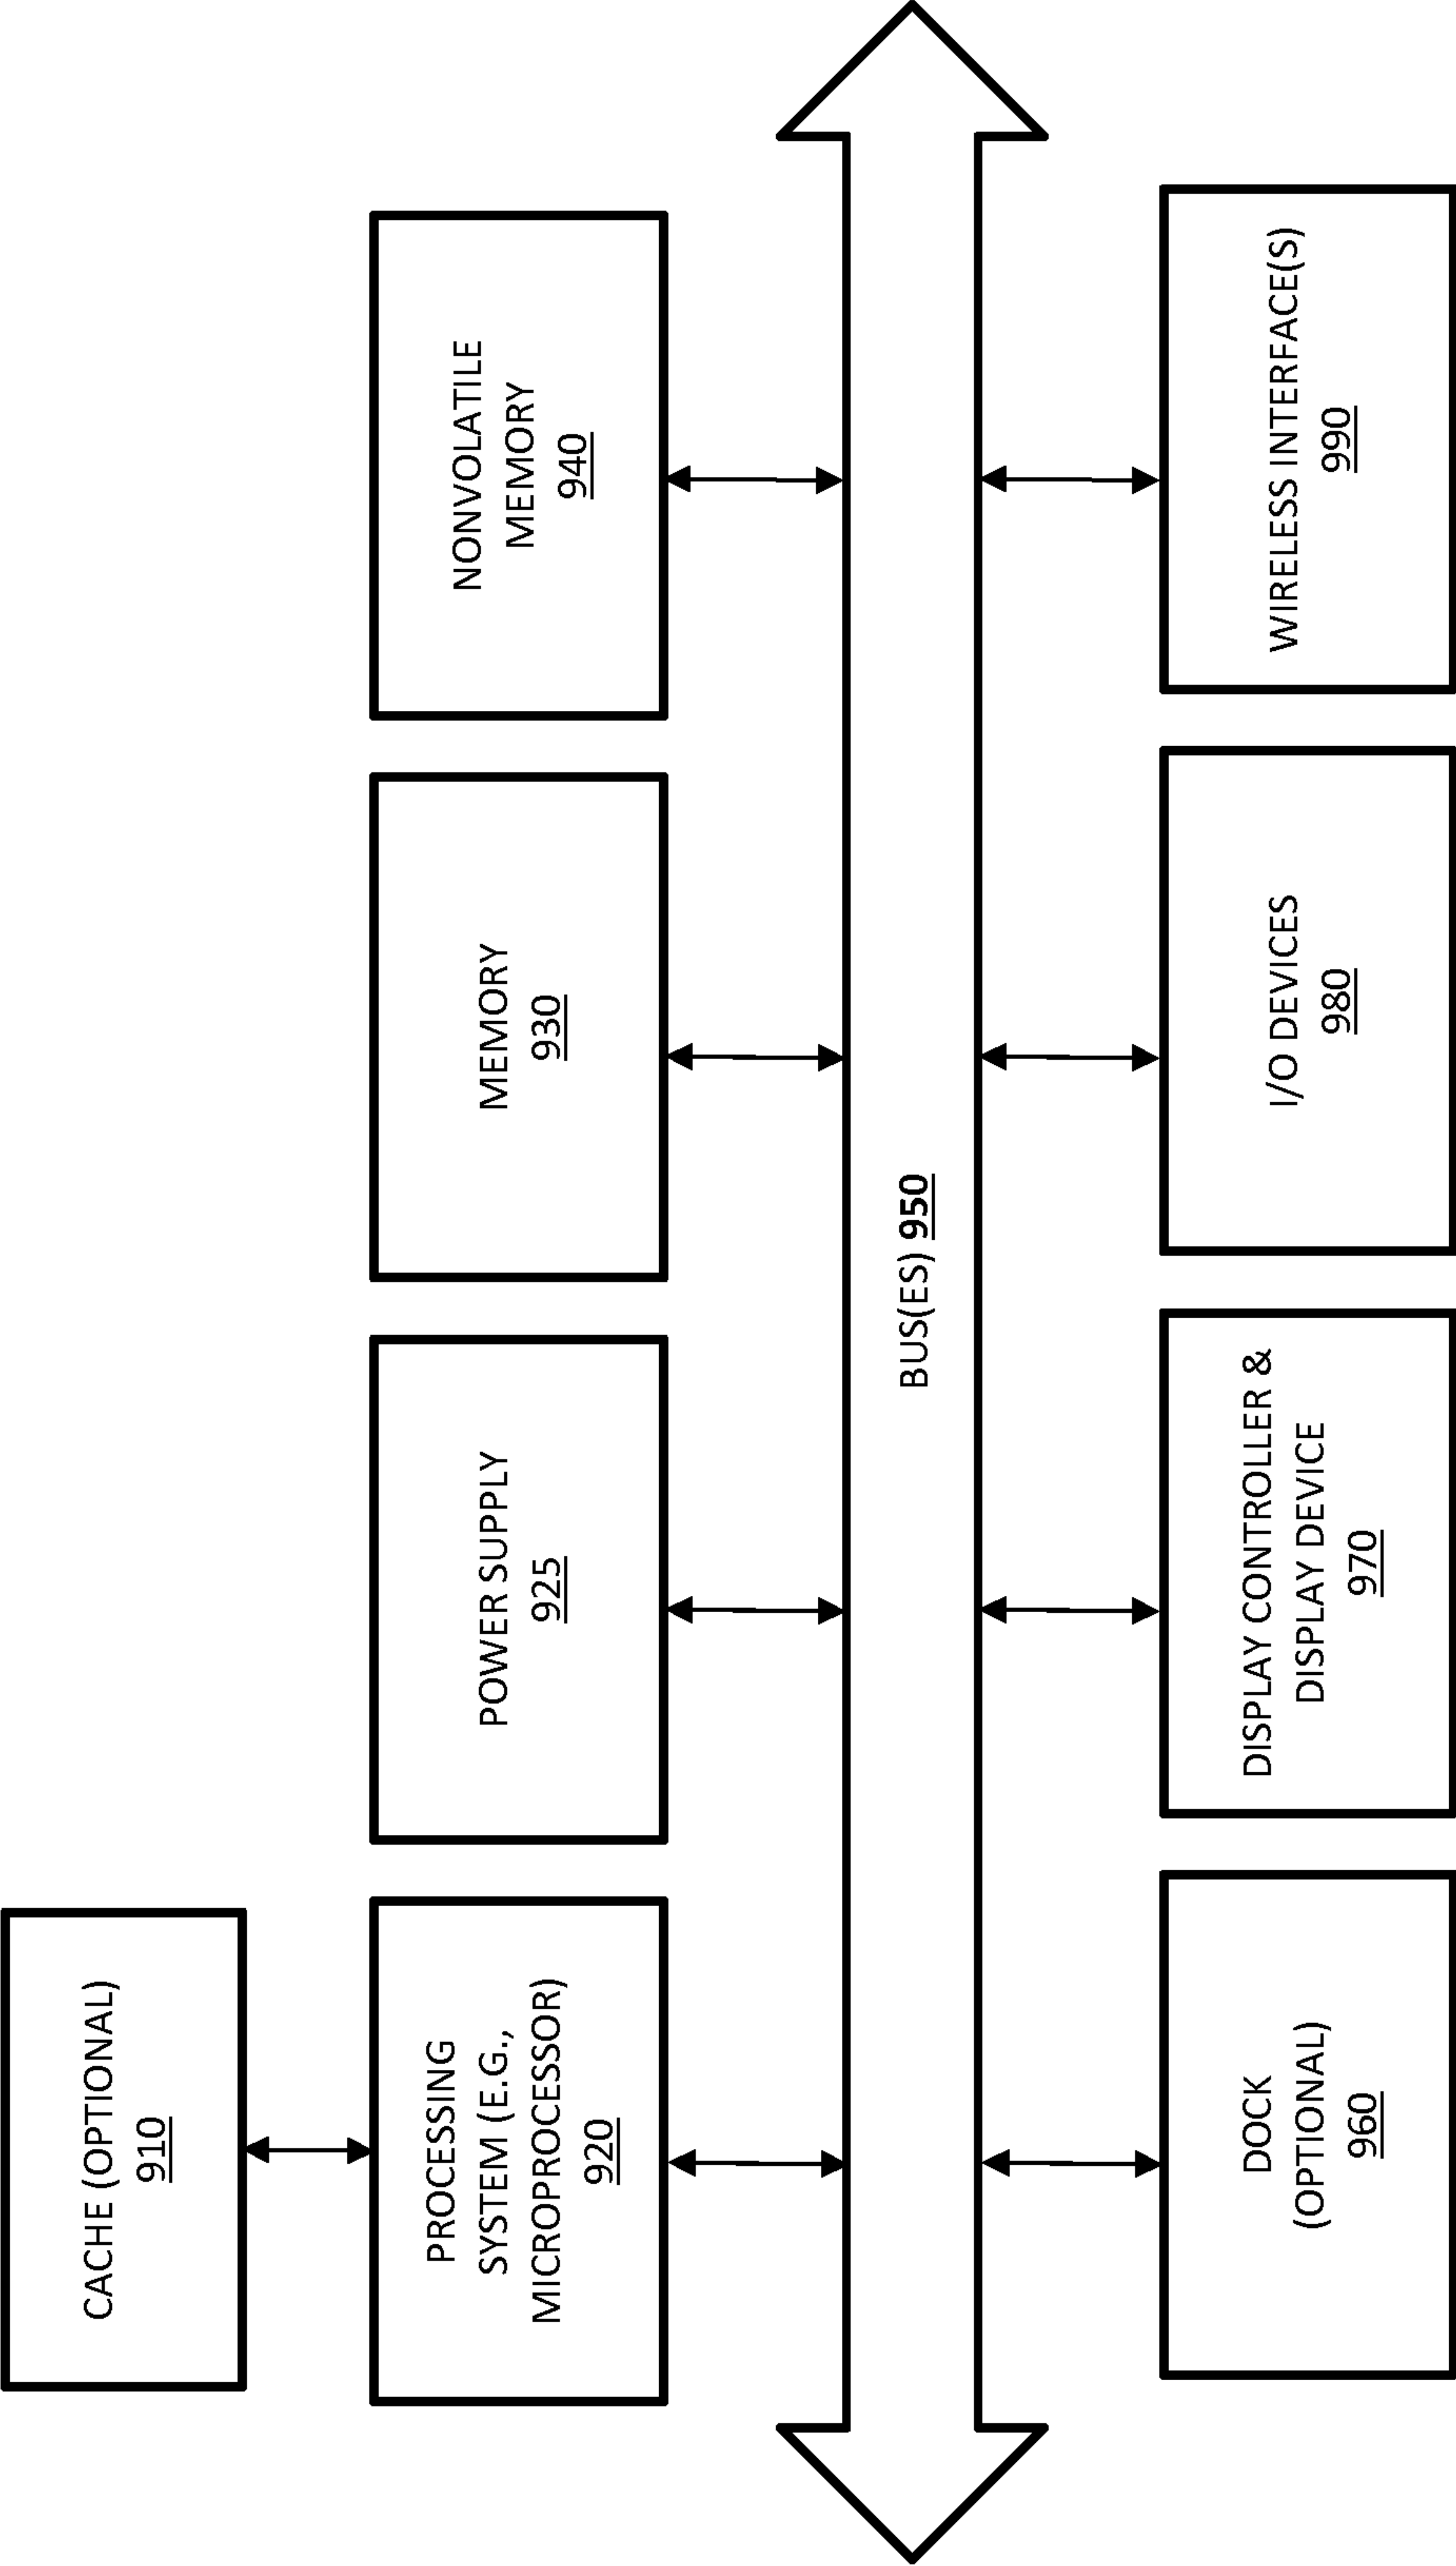 CACHE (OPTIONAL)
910
PROCESSING
SYSTEM (E.G.,
MICROPROCESSOR)
920
POWER SUPPLY
925
MEMORY
930
NONVOLATILE
MEMORY
940
BUS(ES) 950
DOCK
(OPTIONAL)
960
DISPLAY CONTROLLER &
DISPLAY DEVICE
970
I/O DEVICES
980
WIRELESS INTERFACE(S)
990